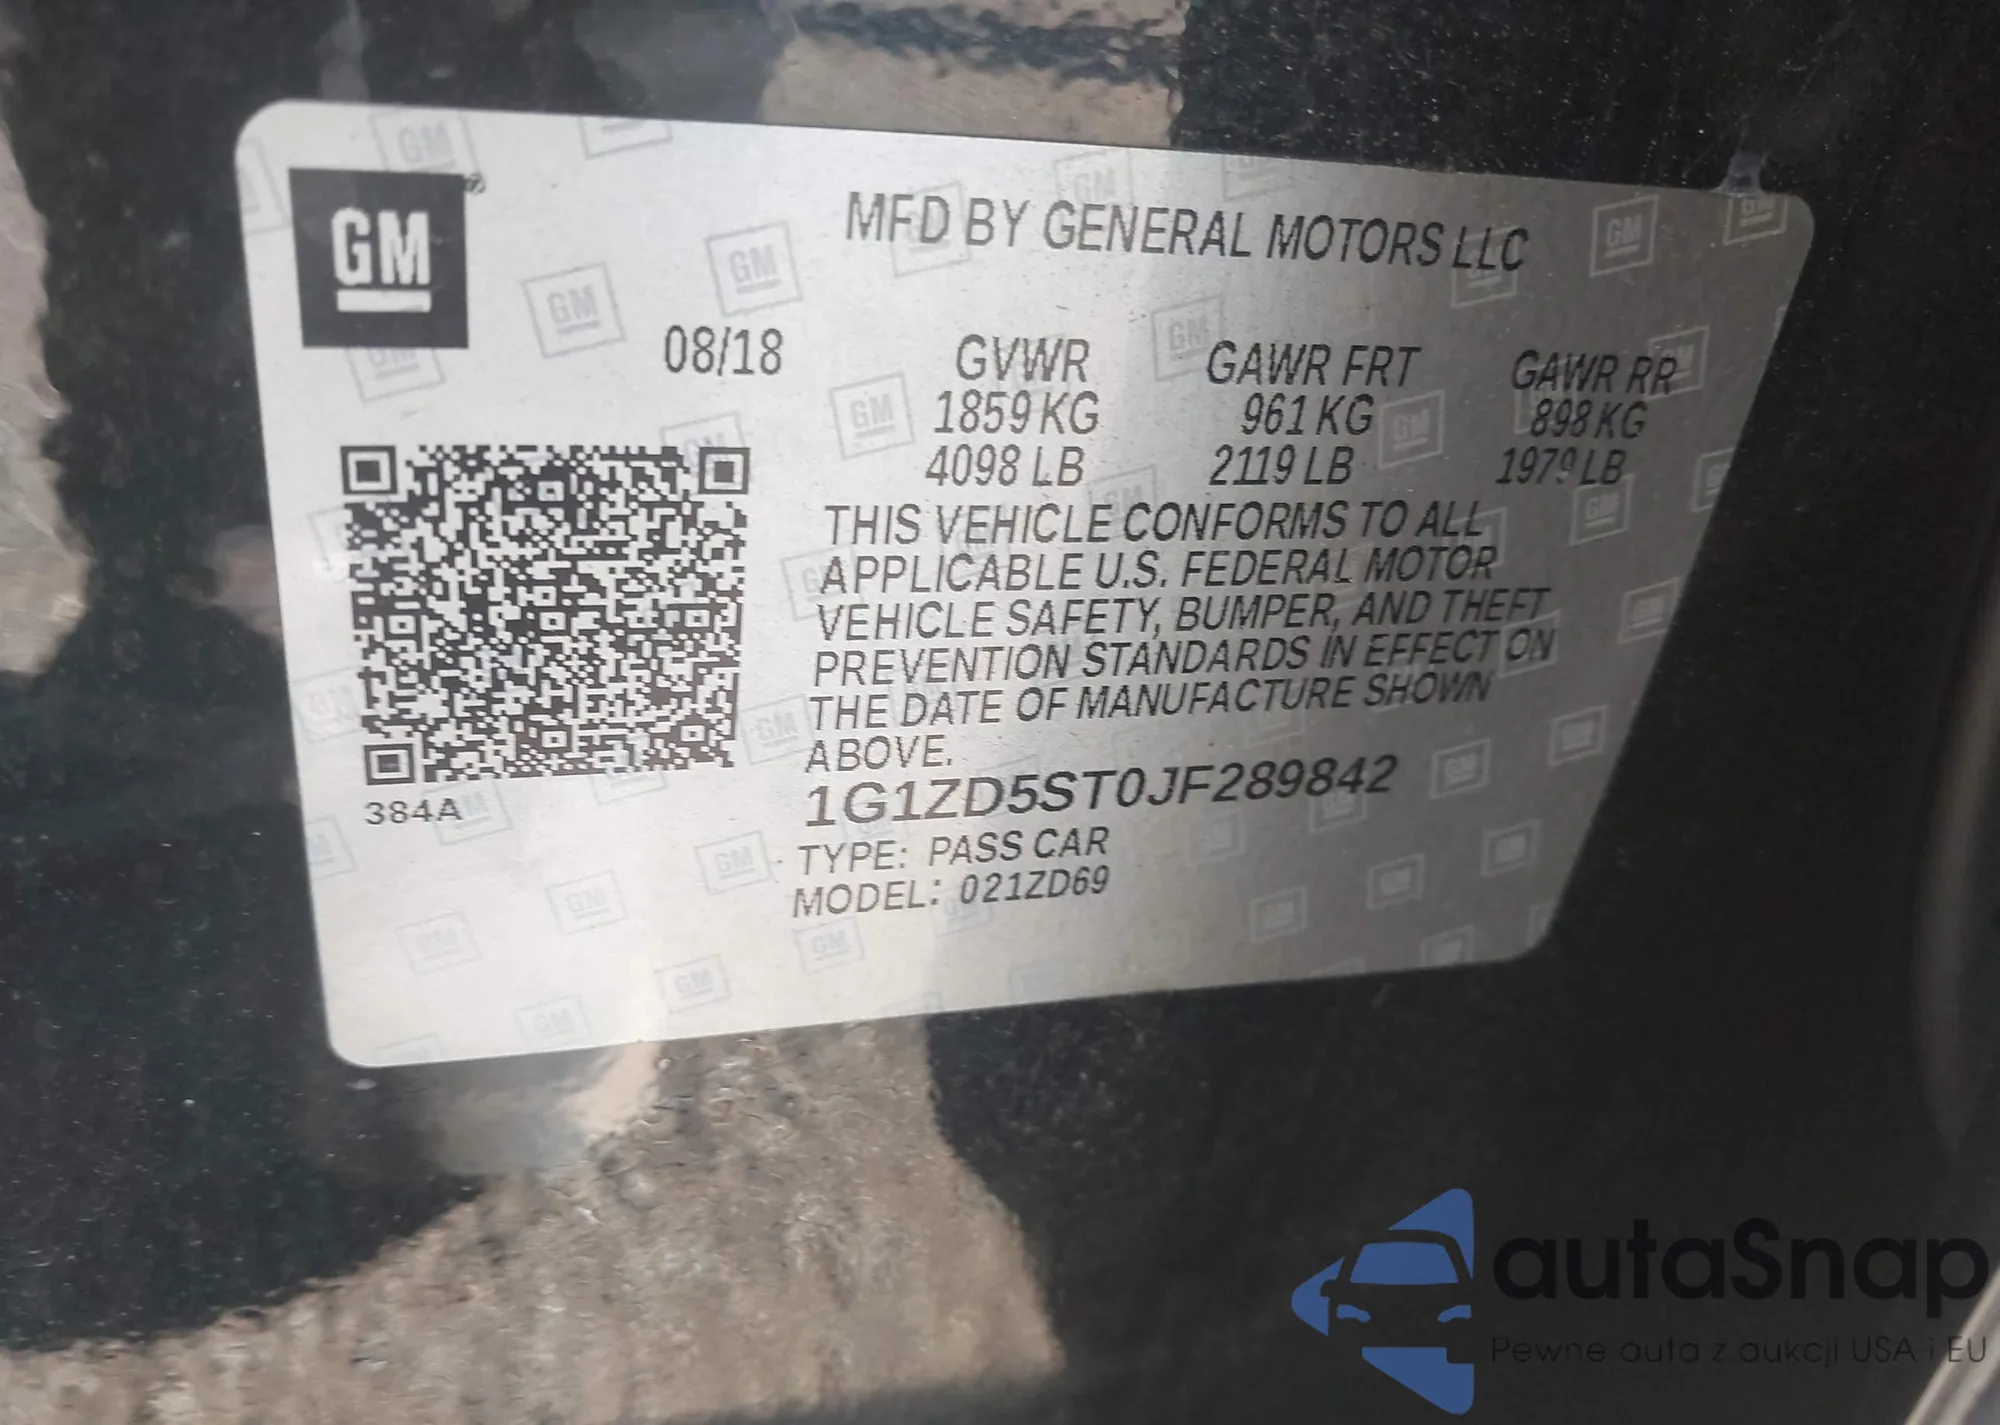 GM
MFD BY GENERAL MOTORS LLC
08/18 GVWR GAWR FRT GAWR RR
1859 KG 961 KG 898 KG
4098 LB 2119 LB 1979 LB
THIS VEHICLE CONFORMS TO ALL
APPLICABLE U.S. FEDERAL MOTOR
VEHICLE SAFETY, BUMPER, AND THEFT
PREVENTION STANDARDS IN EFFECT ON
THE DATE OF MANUFACTURE SHOWN
ABOVE.
384A
1G1ZD5ST0JF289842
TYPE: PASS CAR
MODEL: 021ZD69
autaSnap
Pewne auta z aukcji USA i EU